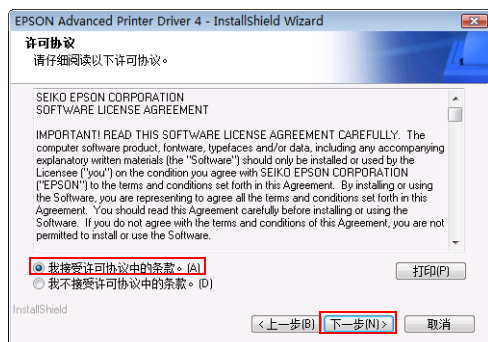 EPSON Advanced Printer Driver 4 - InstallShield Wizard
许可协议
请仔细阅读以下许可协议。
SEIKO EPSON CORPORATION
SOFTWARE LICENSE AGREEMENT
IMPORTANT! READ THIS SOFTWARE LICENSE AGREEMENT CAREFULLY. The
computer software product, fontware, typefaces and/or data, including any accompanying
explanatory written materials (the "Software") should only be installed or used by the
Licensee ("you") on the condition you agree with SEIKO EPSON CORPORATION
("EPSON") to the terms and conditions set forth in this Agreement. By installing or using
the Software, you are representing to agree all the terms and conditions set forth in this
Agreement. You should read this Agreement carefully before installing or using the
Software. If you do not agree with the terms and conditions of this Agreement, you are not
permitted to install or use the Software.
我接受许可协议中的条款。(A)
打印(P)
我不接受许可协议中的条款。(D)
InstallShield
<上一步(B) 下一步(N)> 取消